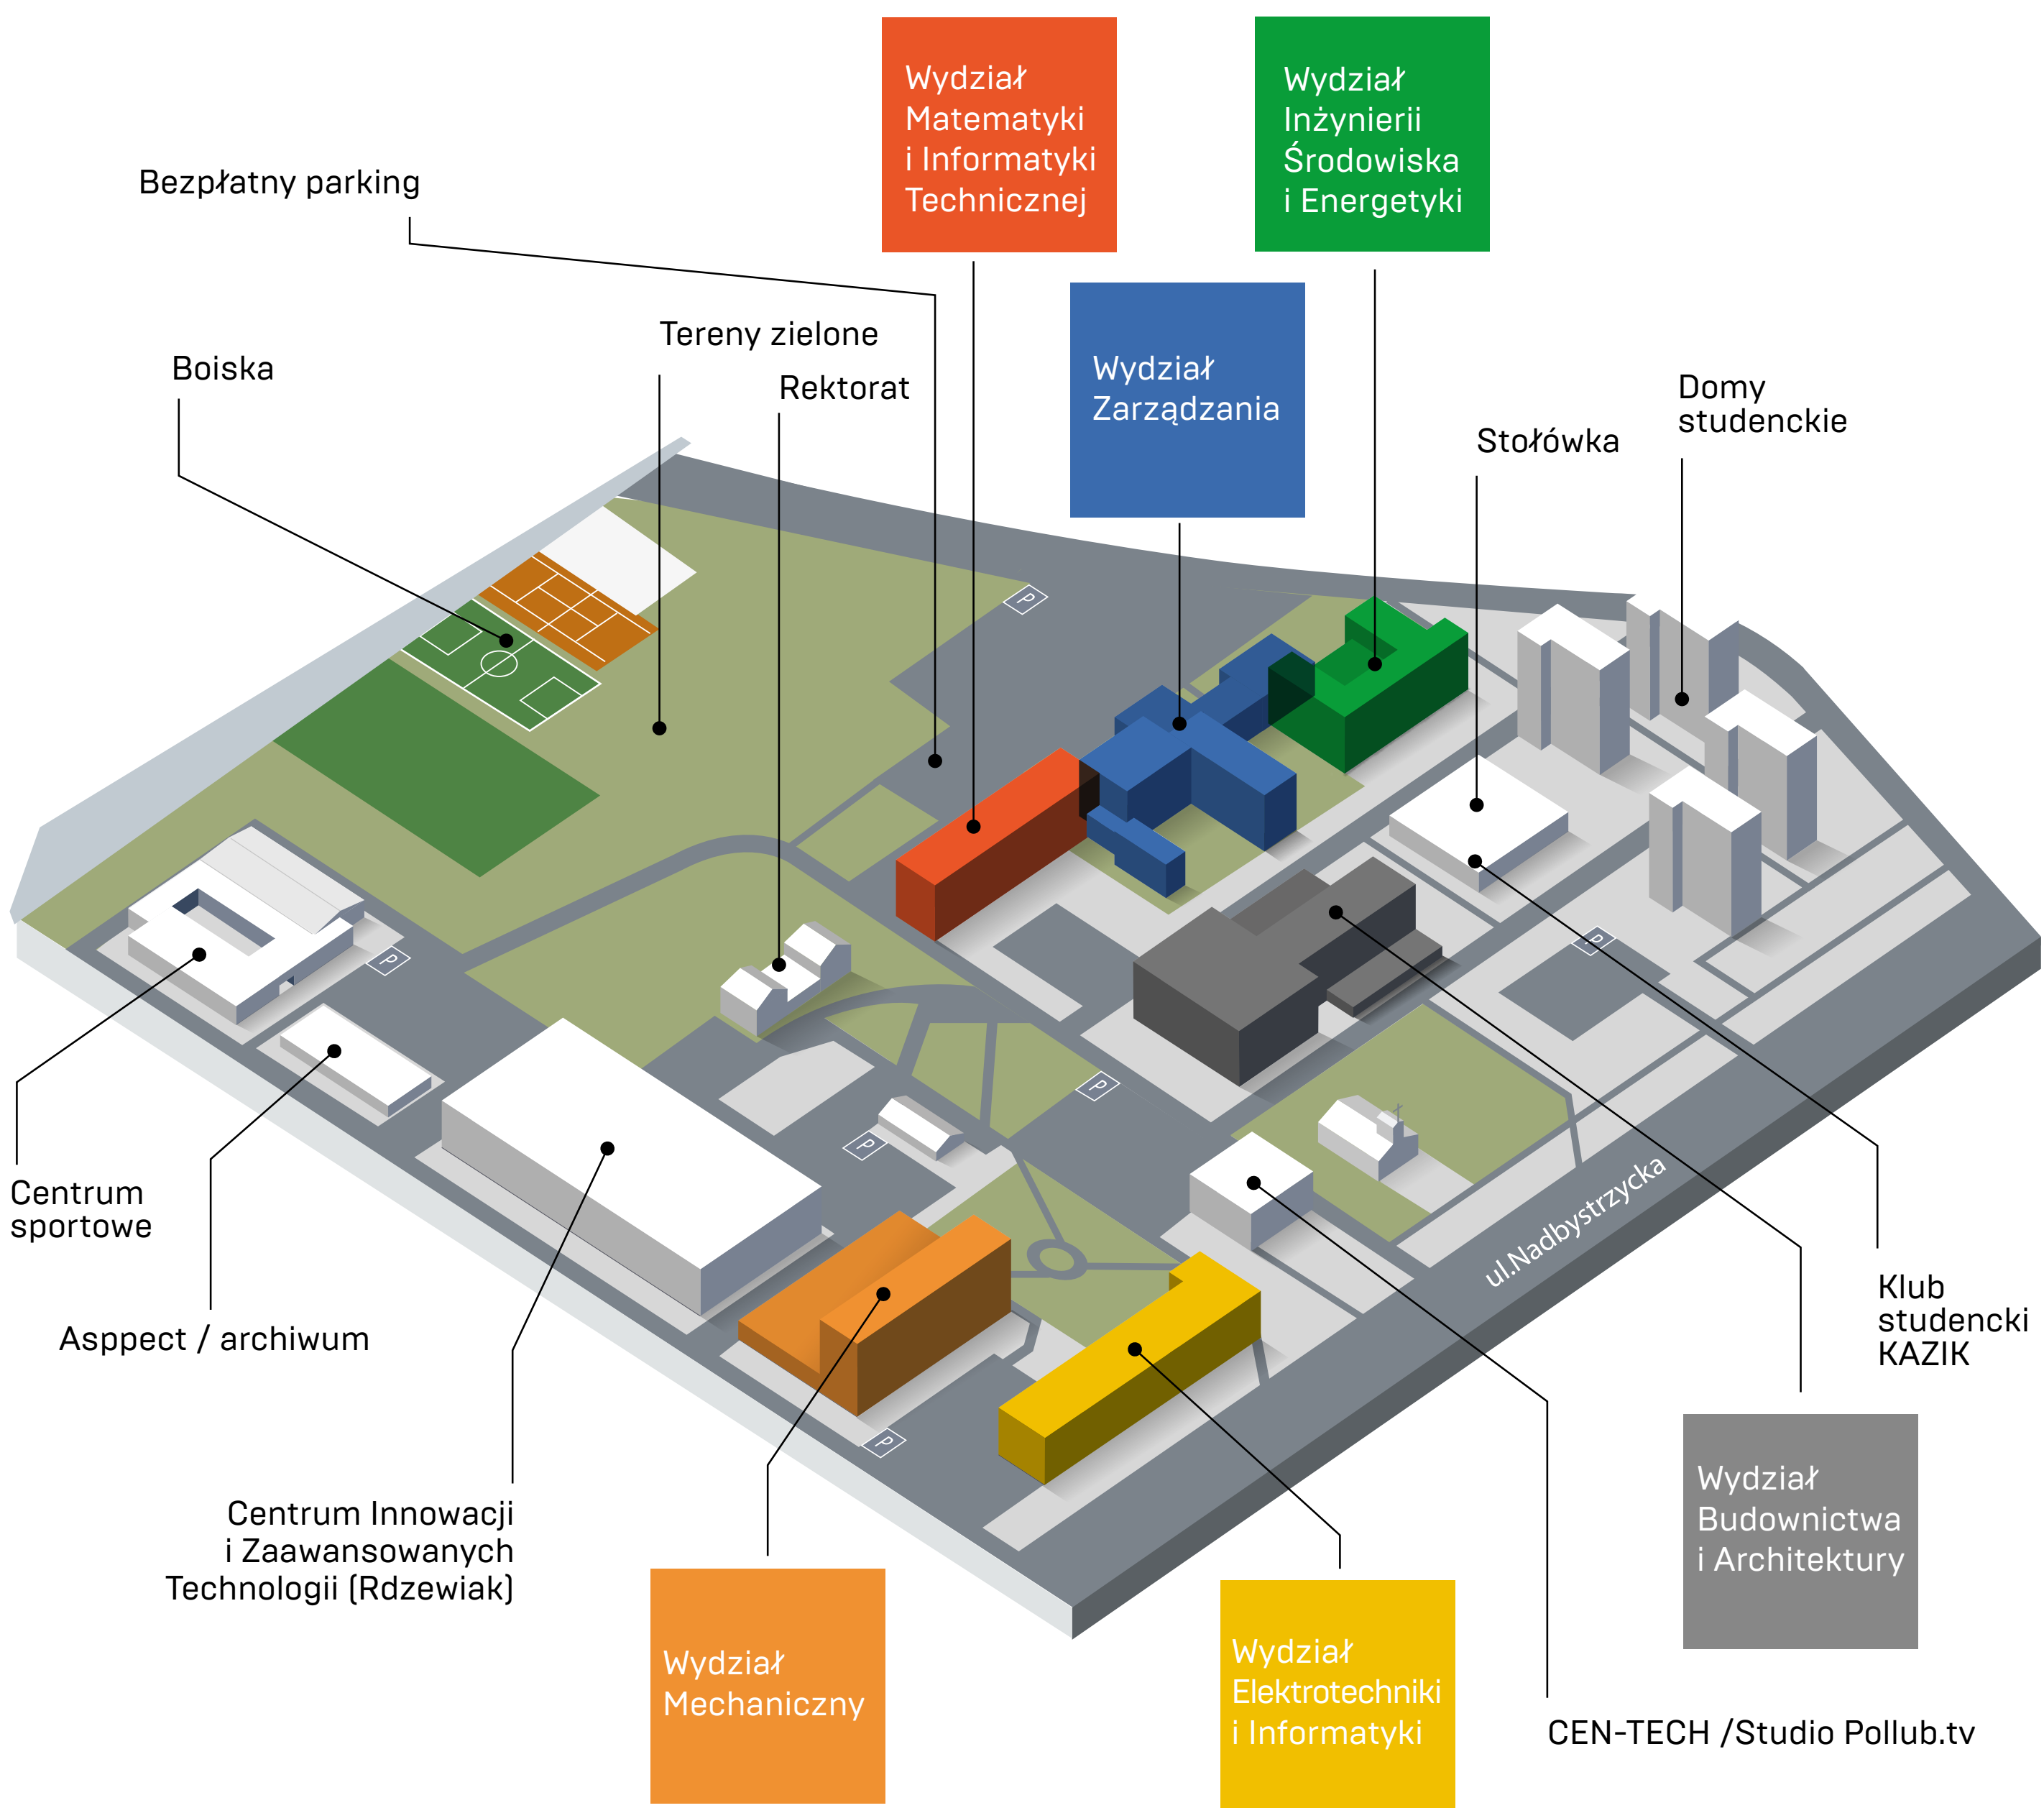 Wydział
Matematyki
i Informatyki
Technicznej
Wydział
Inżynierii
Środowiska
i Energetyki
Bezpłatny parking
Tereny zielone
Boiska
Rektorat
Wydział
Zarządzania
Domy
studenckie
Stołówka
P
P
P
P
P
P
ul.Nadbystrzycka
Centrum
sportowe
Asppect / archiwum
Klub
studencki
KAZIK
Centrum Innowacji
i Zaawansowanych
Technologii (Rdzewiak)
Wydział
Budownictwa
i Architektury
Wydział
Mechaniczny
Wydział
Elektrotechniki
i Informatyki
CEN-TECH /Studio Pollub.tv